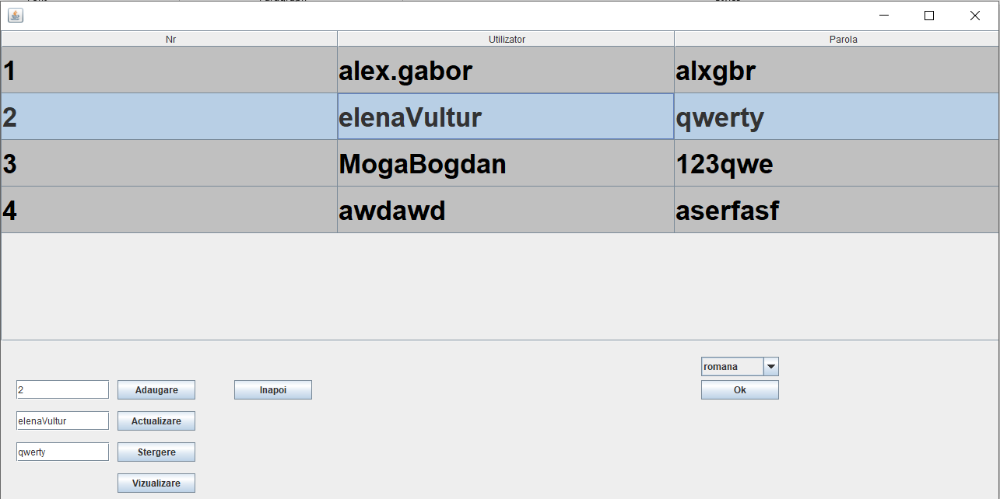 Nr Utilizator Parola
1 alex.gabor alxgbr
2 elenaVultur qwerty
3 MogaBogdan 123qwe
4 awdawd aserfasf
romana
2 Adaugare Inapoi Ok
elenaVultur Actualizare
qwerty Stergere
Vizualizare